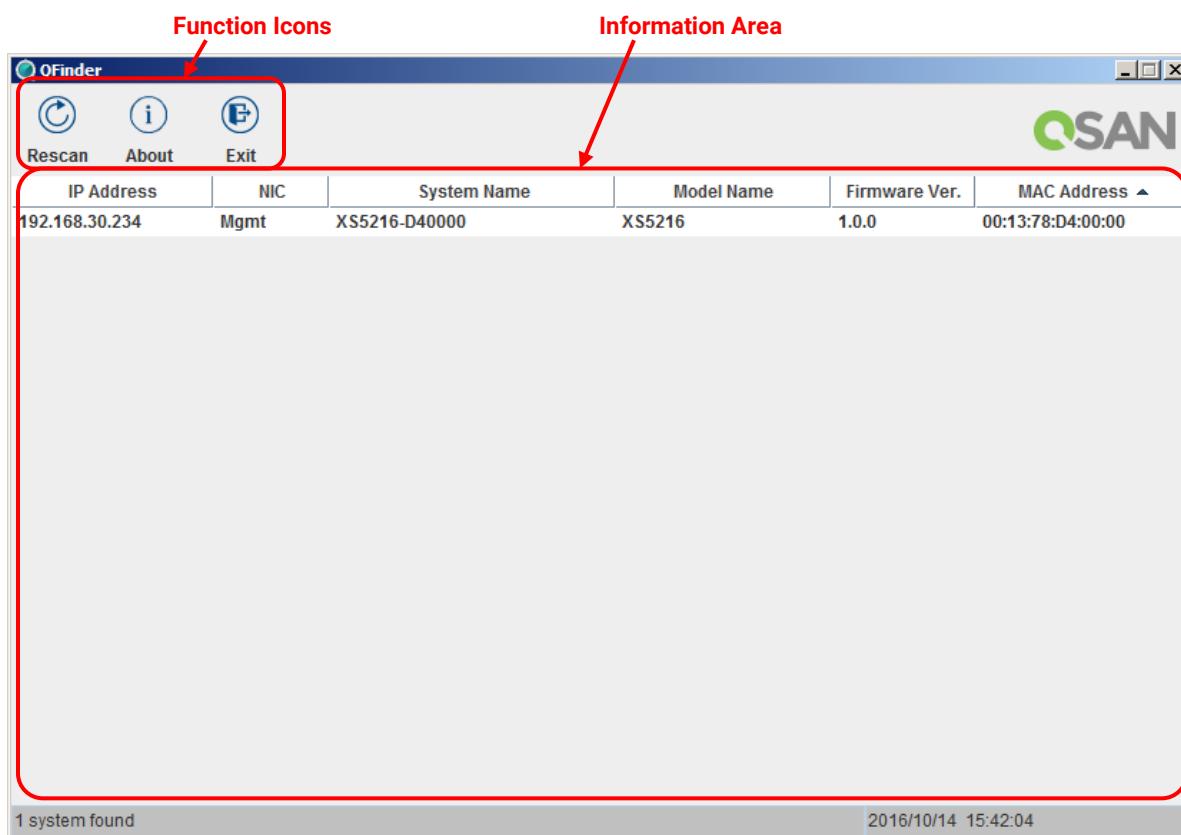 Function Icons Information Area
QFinder
QSAN
Rescan About Exit
IP Address NIC System Name Model Name Firmware Ver. MAC Address
192.168.30.234 Mgmt XS5216-D40000 XS5216 1.0.0 00:13:78:D4:00:00
1 system found 2016/10/14 15:42:04